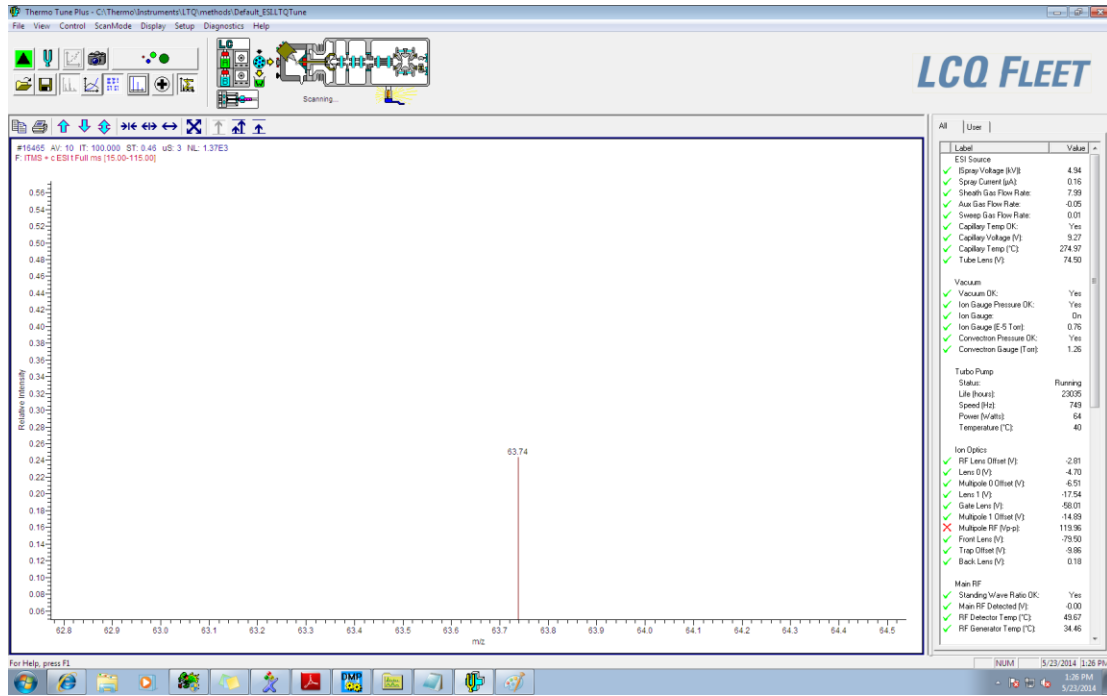 Thermo Tune Plus - C:\Thermo\Instruments\LTQ\methods\Default_ESI.LTQTune
File View Control ScanMode Display Setup Diagnostics Help
LC
Scanning...
LCQ FLEET
#16465 AV: 10 IT: 100.000 ST: 0.46 uS: 3 NL: 1.37E3
F: ITMS + c ESI t Full ms [15.00-115.00]
0.56
0.54
0.52
0.50
0.48
0.46
0.44
0.42
0.40
0.38
0.36
0.34
0.32
0.30
0.28
0.26
0.24
0.22
0.20
0.18
0.16
0.14
0.12
0.10
0.08
0.06
Relative Intensity
63.74
62.8 62.9 63.0 63.1 63.2 63.3 63.4 63.5 63.6 63.7 63.8 63.9 64.0 64.1 64.2 64.3 64.4 64.5
m/z
All User
Label Value
ESI Source
|Spray Voltage (kV)|: 4.94
Spray Current (µA): 0.16
Sheath Gas Flow Rate: 7.99
Aux Gas Flow Rate: -0.05
Sweep Gas Flow Rate: 0.01
Capillary Temp OK: Yes
Capillary Voltage (V): 9.27
Capillary Temp (°C): 274.97
Tube Lens (V): 74.50
Vacuum
Vacuum OK: Yes
Ion Gauge Pressure OK: Yes
Ion Gauge: On
Ion Gauge (E-5 Torr): 0.76
Convectron Pressure OK: Yes
Convectron Gauge (Torr): 1.26
Turbo Pump
Status: Running
Life (hours): 23035
Speed (Hz): 749
Power (Watts): 64
Temperature (°C): 40
Ion Optics
RF Lens Offset (V): -2.81
Lens 0 (V): -4.70
Multipole 0 Offset (V): -6.51
Lens 1 (V): -17.54
Gate Lens (V): -58.01
Multipole 1 Offset (V): -14.89
Multipole RF (Vp-p): 119.96
Front Lens (V): -79.50
Trap Offset (V): -9.86
Back Lens (V): 0.18
Main RF
Standing Wave Ratio OK: Yes
Main RF Detected (V): -0.00
RF Detector Temp (°C): 49.67
RF Generator Temp (°C): 34.46
For Help, press F1
NUM 5/23/2014 1:26 PM
DMP
1:26 PM
5/23/2014